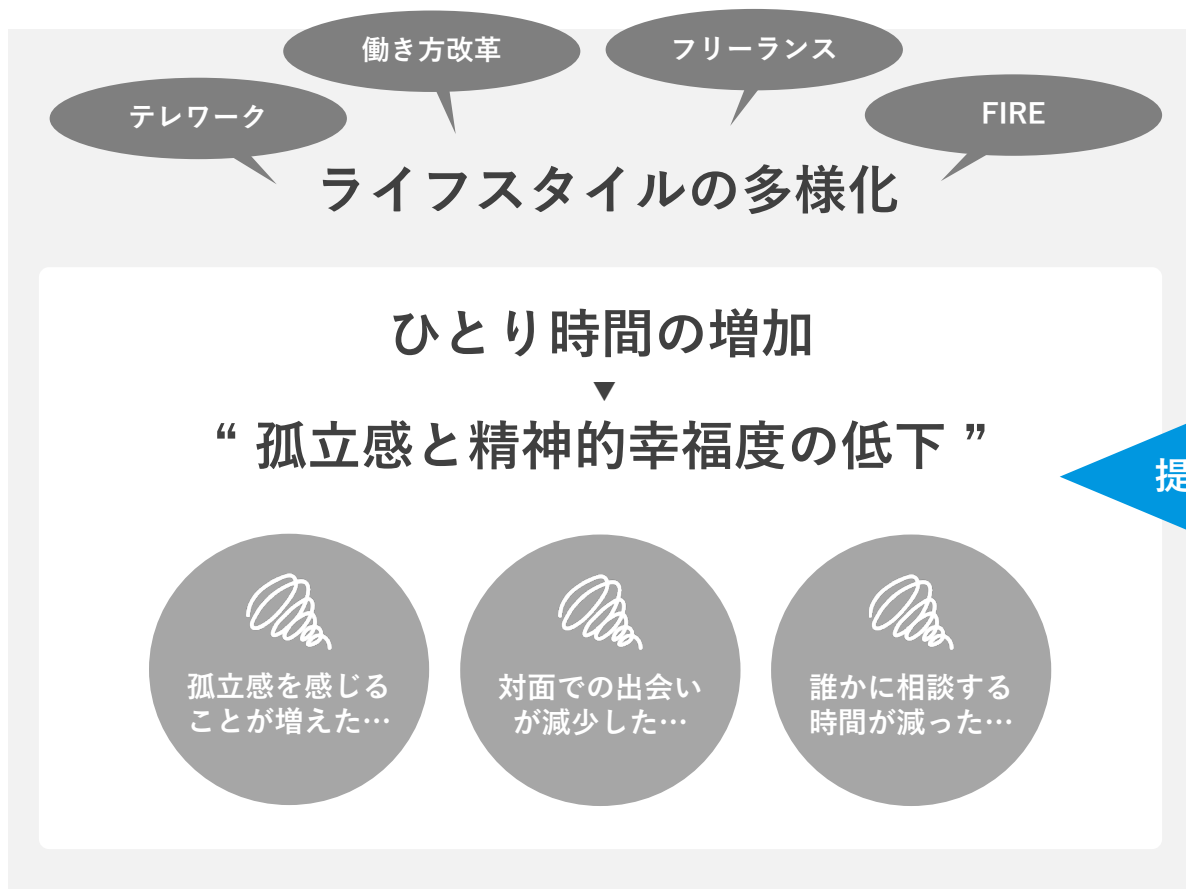 働き方改革
フリーランス
テレワーク
FIRE
ライフスタイルの多様化
ひとり時間の増加
▼
“ 孤立感と精神的幸福度の低下 ”
提
孤立感を感じる
ことが増えた…
対面での出会い
が減少した…
誰かに相談する
時間が減った…